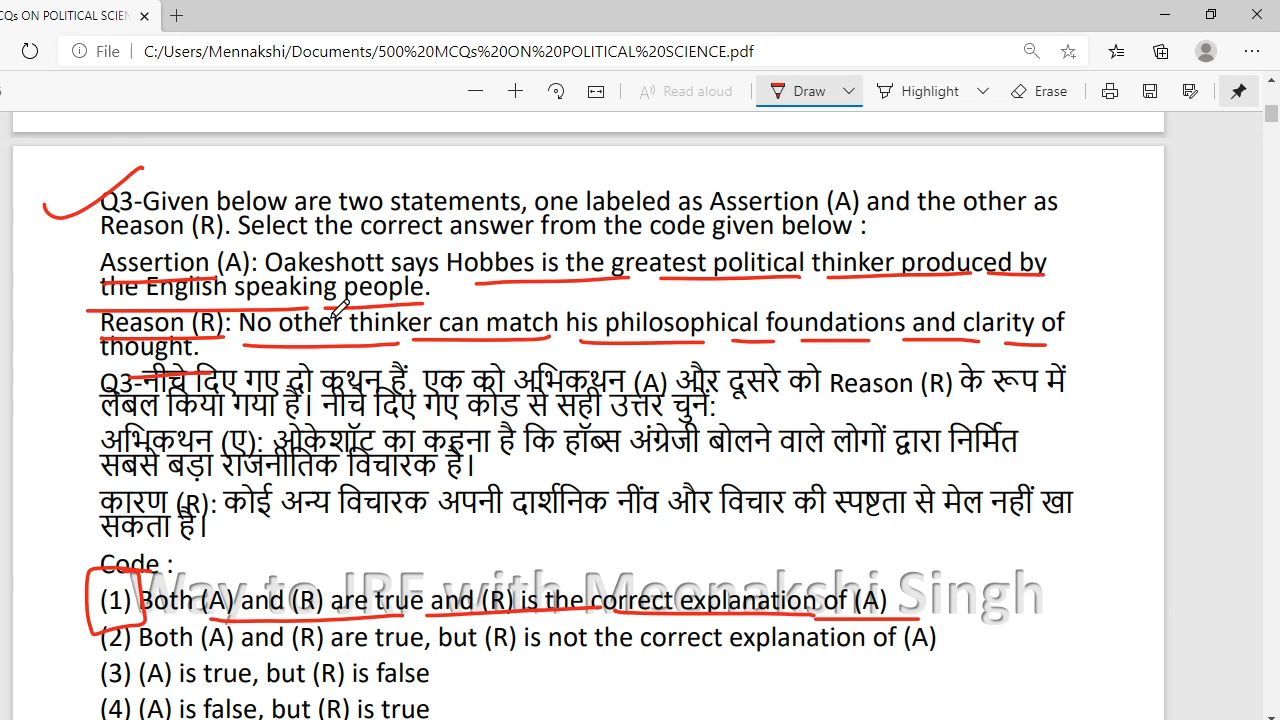 CQs ON POLITICAL SCIEN
File
C:/Users/Mennakshi/Documents/500%20MCQs%20ON%20POLITICAL%20SCIENCE.pdf
Read aloud
Draw
Highlight
Erase
Q3-Given below are two statements, one labeled as Assertion (A) and the other as
Reason (R). Select the correct answer from the code given below :
Assertion (A): Oakeshott says Hobbes is the greatest political thinker produced by
the English speaking people.
Reason (R): No other thinker can match his philosophical foundations and clarity of
thought.
Q3-नीचे दिए गए दो कथन हैं, एक को अभिकथन (A) और दूसरे को Reason (R) के रूप में
लेबल किया गया है। नीचे दिए गए कोड से सही उत्तर चुनें:
अभिकथन (ए): ओकेशॉट का कहना है कि हॉब्स अंग्रेजी बोलने वाले लोगों द्वारा निर्मित
सबसे बड़ा राजनीतिक विचारक है।
कारण (R): कोई अन्य विचारक अपनी दार्शनिक नींव और विचार की स्पष्टता से मेल नहीं खा
सकता है।
Code :
Way to JRF with Meenakshi Singh
(1) Both (A) and (R) are true and (R) is the correct explanation of (A)
(2) Both (A) and (R) are true, but (R) is not the correct explanation of (A)
(3) (A) is true, but (R) is false
(4) (A) is false, but (R) is true